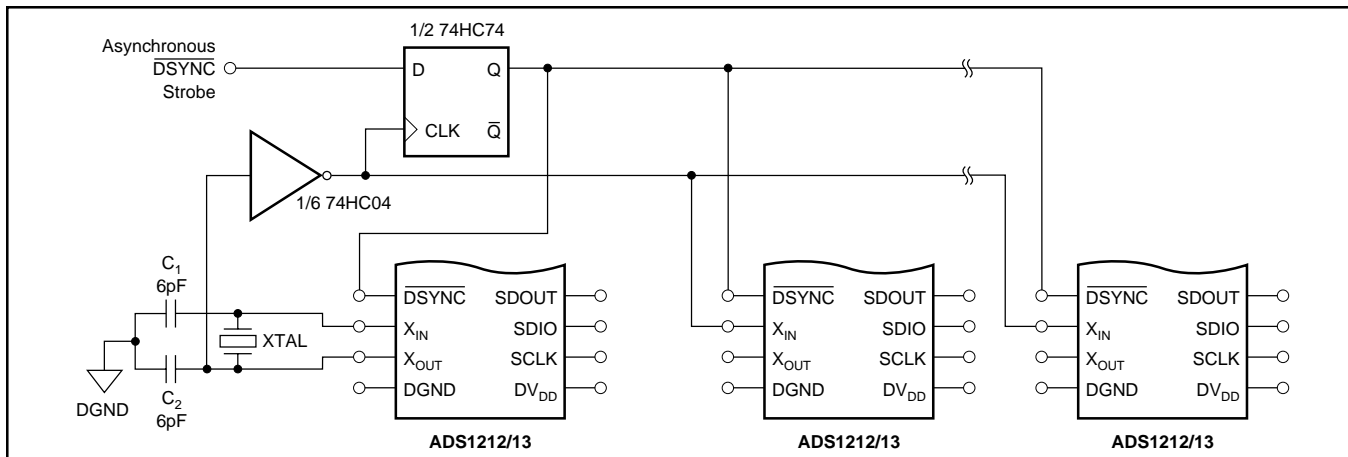 1/2 74HC74
Asynchronous
DSYNC
Strobe
D Q
CLK Q
1/6 74HC04
C1
6pF
XTAL
C2
6pF
DGND
DSYNC SDOUT
XIN SDIO
XOUT SCLK
DGND DVDD
ADS1212/13
DSYNC SDOUT
XIN SDIO
XOUT SCLK
DGND DVDD
ADS1212/13
DSYNC SDOUT
XIN SDIO
XOUT SCLK
DGND DVDD
ADS1212/13